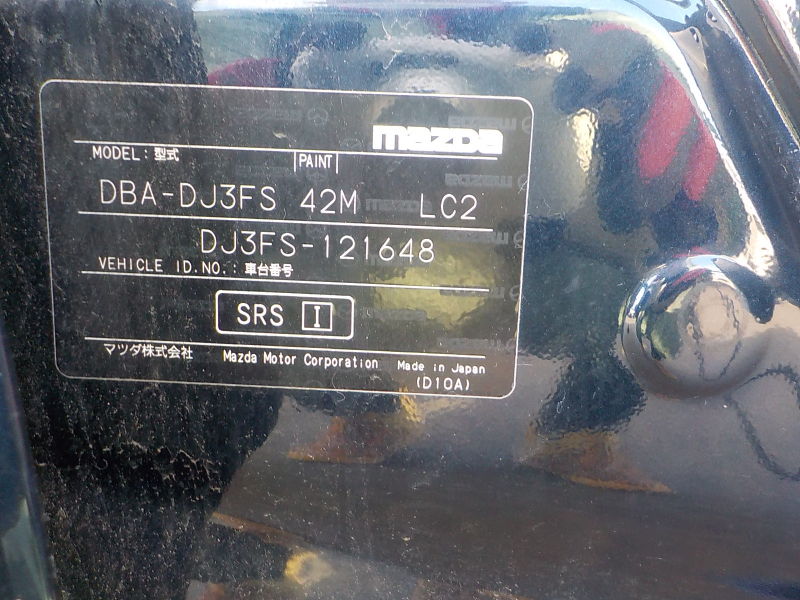 mazda
MODEL: 型式 PAINT
DBA-DJ3FS 42M LC2
DJ3FS-121648
VEHICLE ID.NO.: 車台番号
SRS I
マツダ株式会社 Mazda Motor Corporation Made in Japan
(D10A)